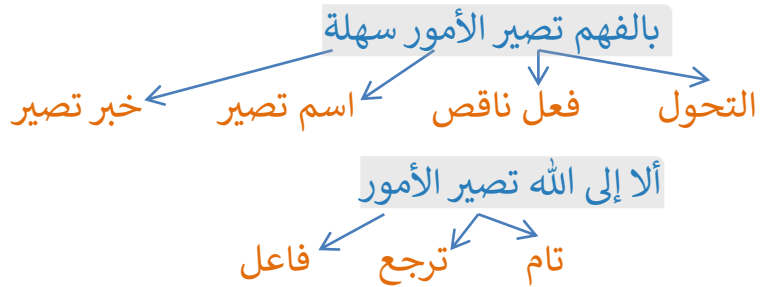 بالفهم تصير الأمور سهلة
التحول فعل ناقص اسم تصير خبر تصير
ألا إلى الله تصير الأمور
تام ترجع فاعل